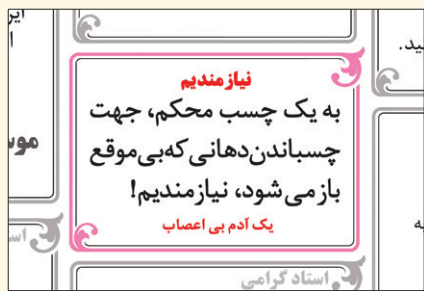 نیازمندیم
به یک چسب محکم، جهت
چسباندن دهانی که بی موقع
باز می شود، نیازمندیم!
یک آدم بی اعصاب
استاد گرامی
ید.